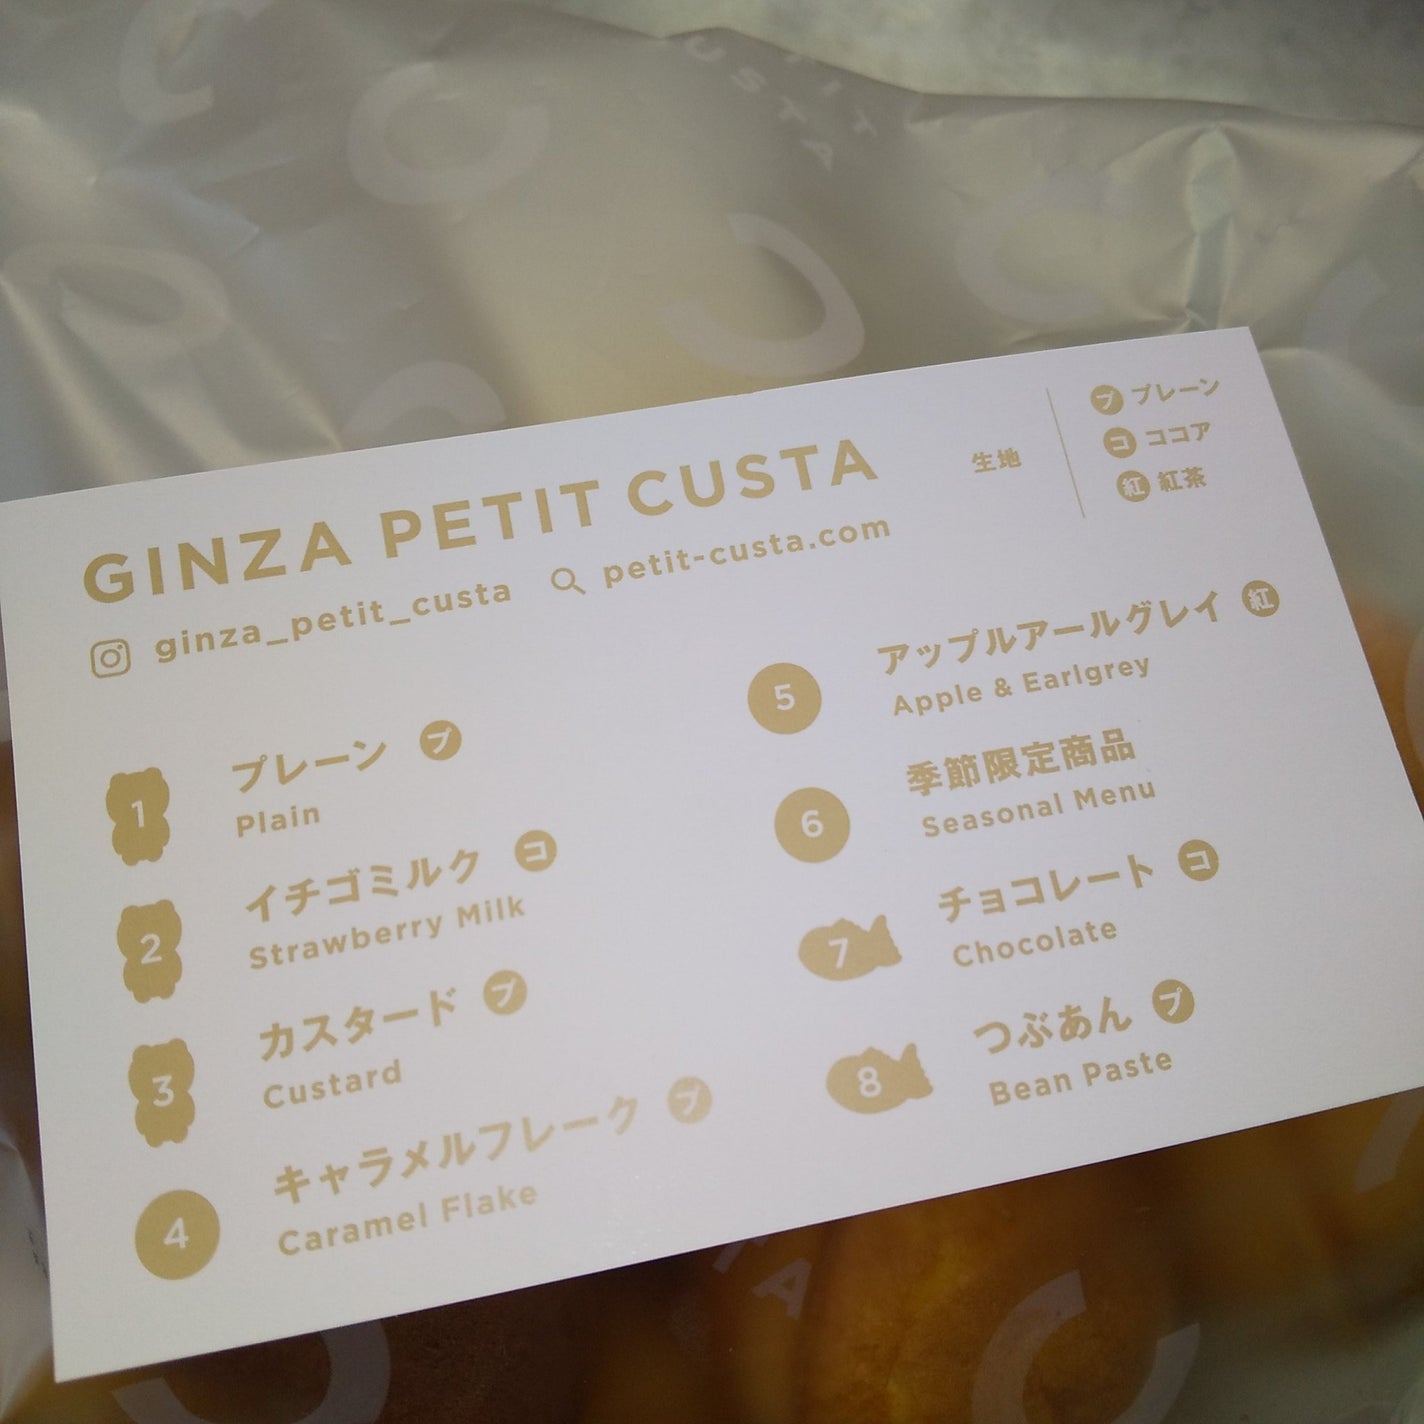 GINZA PETIT CUSTA
ginza_petit_custa petit-custa.com
生地
プ プレーン
コ ココア
紅 紅茶
1 プレーン プ
Plain
2 イチゴミルク コ
Strawberry Milk
3 カスタード プ
Custard
4 キャラメルフレーク プ
Caramel Flake
5 アップルアールグレイ 紅
Apple & Earlgrey
6 季節限定商品
Seasonal Menu
7 チョコレート コ
Chocolate
8 つぶあん プ
Bean Paste
CUSTA